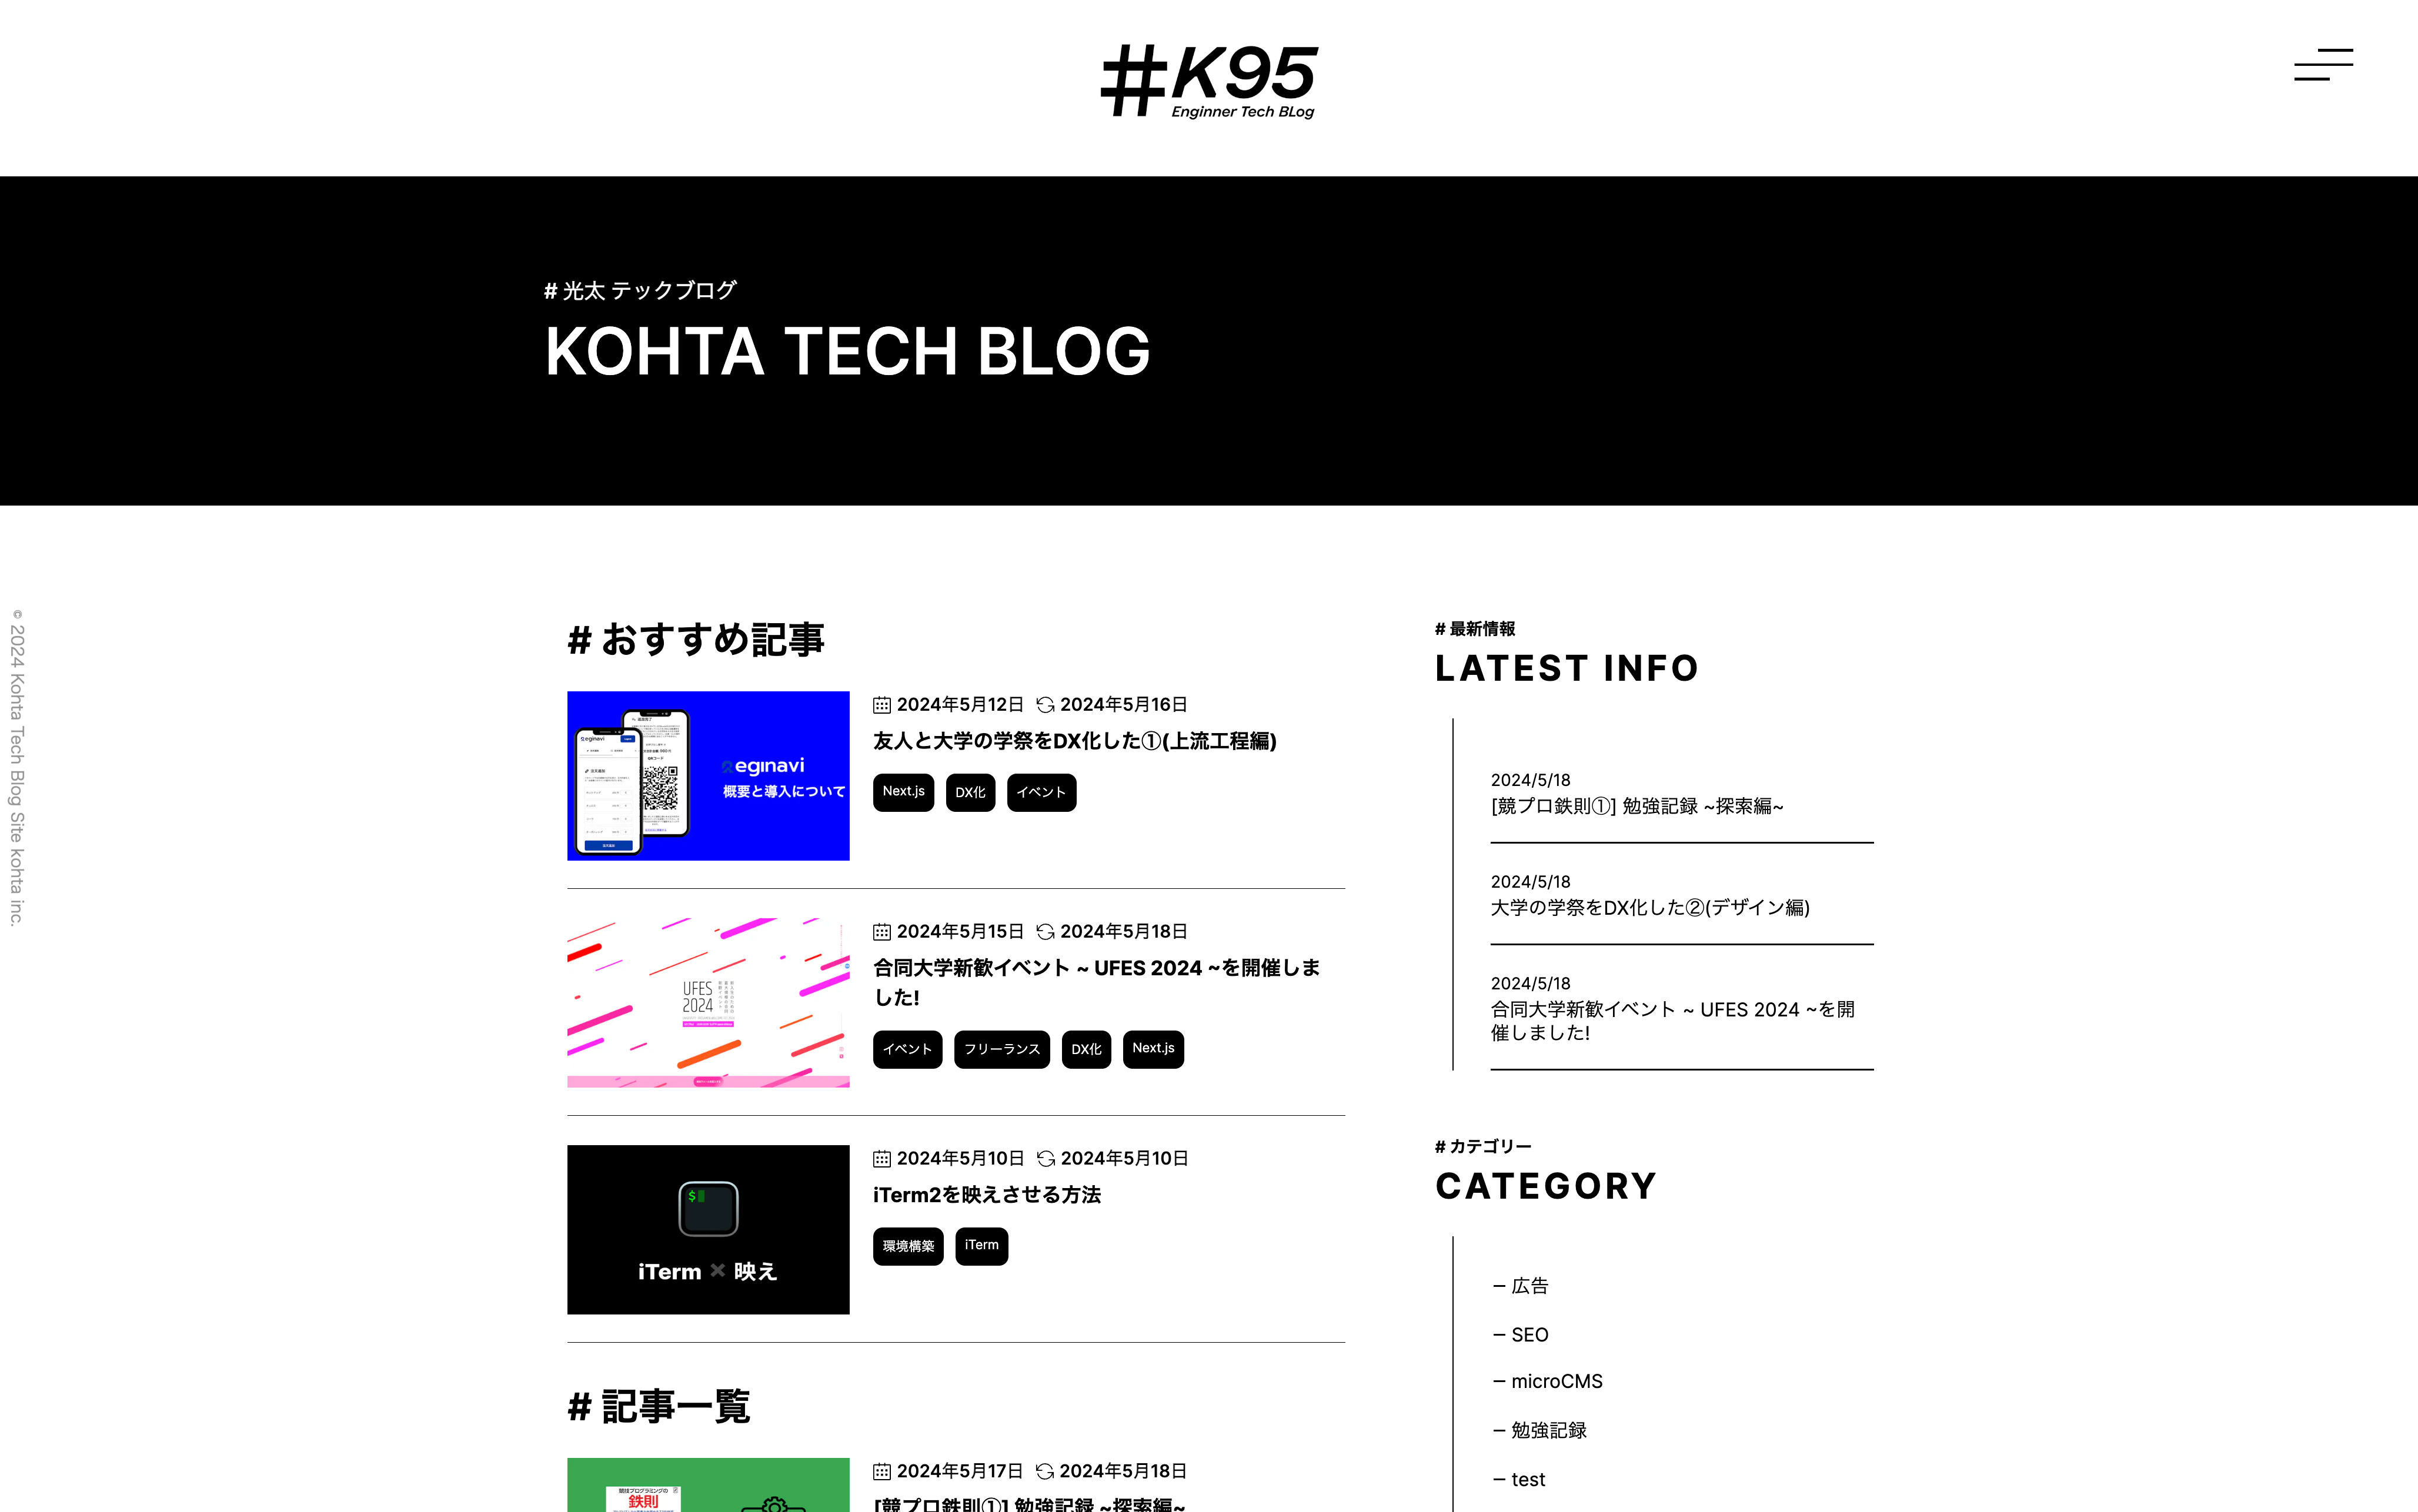 #K95
Enginner Tech BLog
# 光太 テックブログ
KOHTA TECH BLOG
© 2024 Kohta Tech Blog Site kohta inc.
# おすすめ記事
eginavi
概要と導入について
2024年5月12日 2024年5月16日
友人と大学の学祭をDX化した①(上流工程編)
Next.js DX化 イベント
UFES
2024
2024年5月15日 2024年5月18日
合同大学新歓イベント ~ UFES 2024 ~を開催しま
した!
イベント フリーランス DX化 Next.js
$
iTerm × 映え
2024年5月10日 2024年5月10日
iTerm2を映えさせる方法
環境構築 iTerm
# 記事一覧
競技プログラミングの
鉄則
2024年5月17日 2024年5月18日
[競プロ鉄則①] 勉強記録 ~探索編~
# 最新情報
LATEST INFO
2024/5/18
[競プロ鉄則①] 勉強記録 ~探索編~
2024/5/18
大学の学祭をDX化した②(デザイン編)
2024/5/18
合同大学新歓イベント ~ UFES 2024 ~を開
催しました!
# カテゴリー
CATEGORY
– 広告
– SEO
– microCMS
– 勉強記録
– test